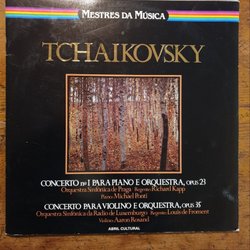 MESTRES DA MÚSICA
TCHAIKOVSKY
CONCERTO Nº 1 PARA PIANO E ORQUESTRA, OPUS 23
Orquestra Sinfônica de Praga - Regente: Richard Kapp
Piano: Michael Ponti
CONCERTO PARA VIOLINO E ORQUESTRA, OPUS 35
Orquestra Sinfônica da Radio de Luxemburgo - Regente: Louis de Froment
Violino: Aaron Rosand
ABRIL CULTURAL